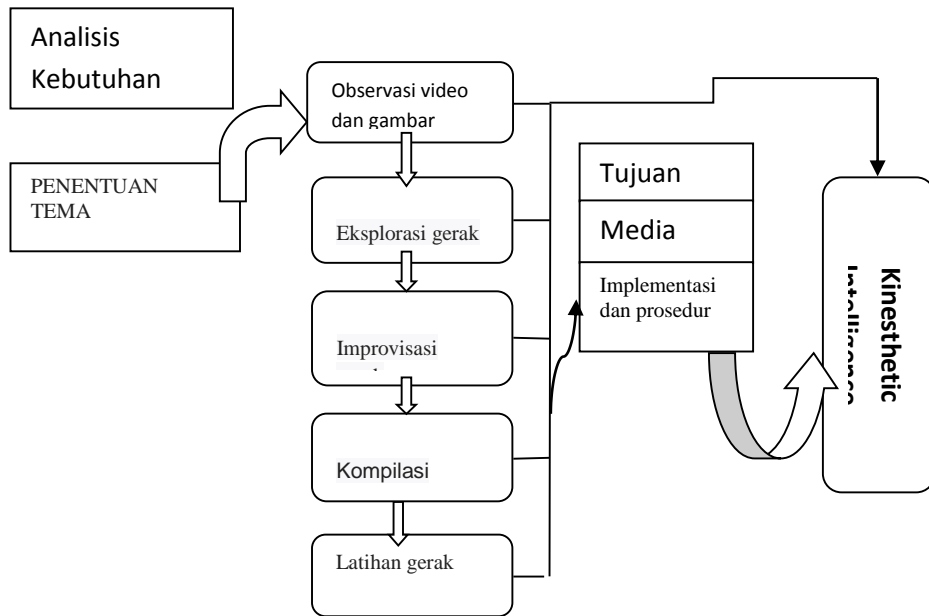 Analisis
Kebutuhan
PENENTUAN
TEMA
Observasi video
dan gambar
Eksplorasi gerak
Improvisasi
Kompilasi
Latihan gerak
Tujuan
Media
Implementasi
dan prosedur
Kinesthetic
Intelligence